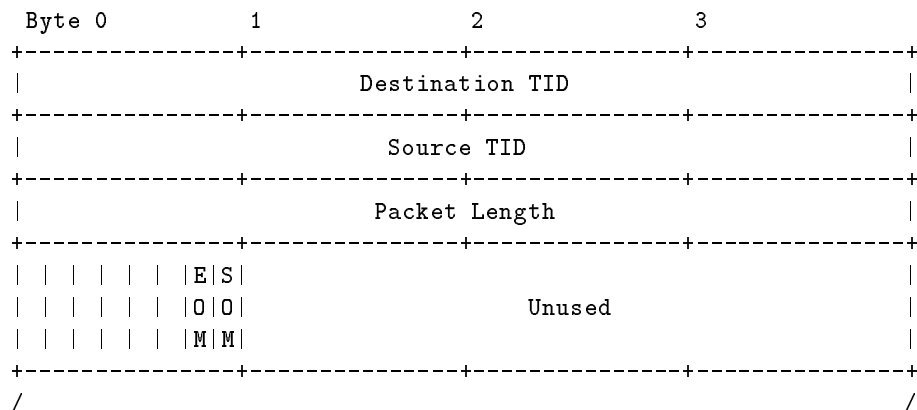 Byte 0 1 2 3
Destination TID
Source TID
Packet Length
E S
O O Unused
M M